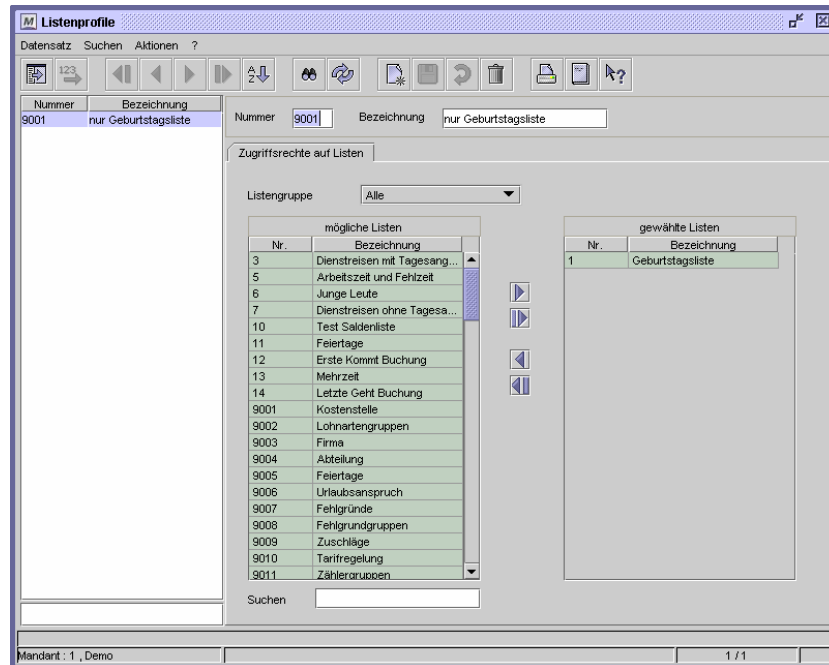 Listenprofile
Datensatz Suchen Aktionen ?
Nummer Bezeichnung
9001 nur Geburtstagsliste
Nummer 9001 Bezeichnung nur Geburtstagsliste
Zugriffsrechte auf Listen
Listengruppe Alle
mögliche Listen
Nr. Bezeichnung
3 Dienstreisen mit Tagesang...
5 Arbeitszeit und Fehlzeit
6 Junge Leute
7 Dienstreisen ohne Tagesa...
10 Test Saldenliste
11 Feiertage
12 Erste Kommt Buchung
13 Mehrzeit
14 Letzte Geht Buchung
9001 Kostenstelle
9002 Lohnartengruppen
9003 Firma
9004 Abteilung
9005 Feiertage
9006 Urlaubsanspruch
9007 Fehlgründe
9008 Fehlgrundgruppen
9009 Zuschläge
9010 Tarifregelung
9011 Zählergruppen
gewählte Listen
Nr. Bezeichnung
1 Geburtstagsliste
Suchen
Mandant : 1 , Demo
1 / 1